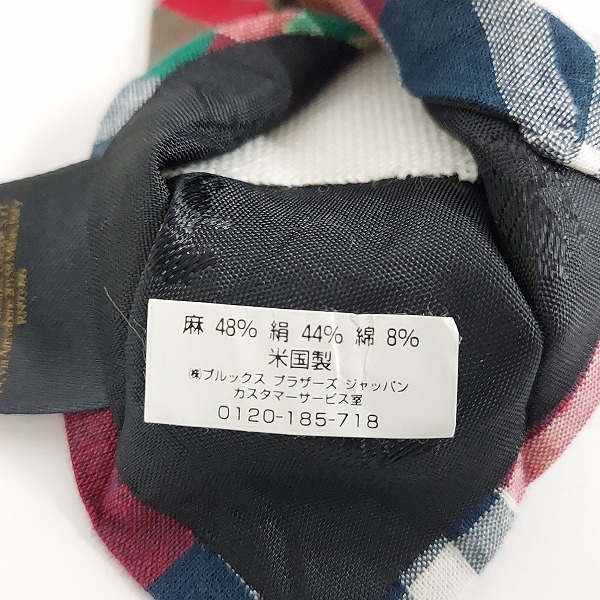 麻 48% 絹 44% 綿 8%
米国製
㈱ブルックス ブラザーズ ジャッパン
カスタマーサービス室
0120-185-718